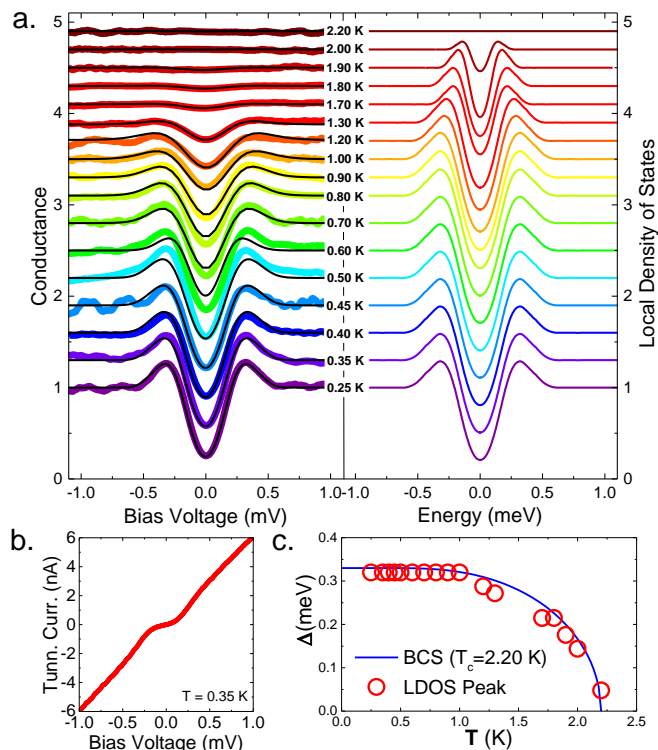 a.
5
4
3
2
1
0
Conductance
2.20 K
2.00 K
1.90 K
1.80 K
1.70 K
1.30 K
1.20 K
1.00 K
0.90 K
0.80 K
0.70 K
0.60 K
0.50 K
0.45 K
0.40 K
0.35 K
0.25 K
5
4
3
2
1
0
Local Density of States
-1.0 -0.5 0.0 0.5 1.0
Bias Voltage (mV)
-1.0 -0.5 0.0 0.5 1.0
Energy (meV)
b.
6
4
2
0
-2
-4
-6
Tunn. Curr. (nA)
T = 0.35 K
-1.0 -0.5 0.0 0.5 1.0
Bias Voltage (mV)
c.
0.4
0.2
0.0
Δ(meV)
BCS (Tc=2.20 K)
LDOS Peak
0.0 0.5 1.0 1.5 2.0 2.5
T (K)